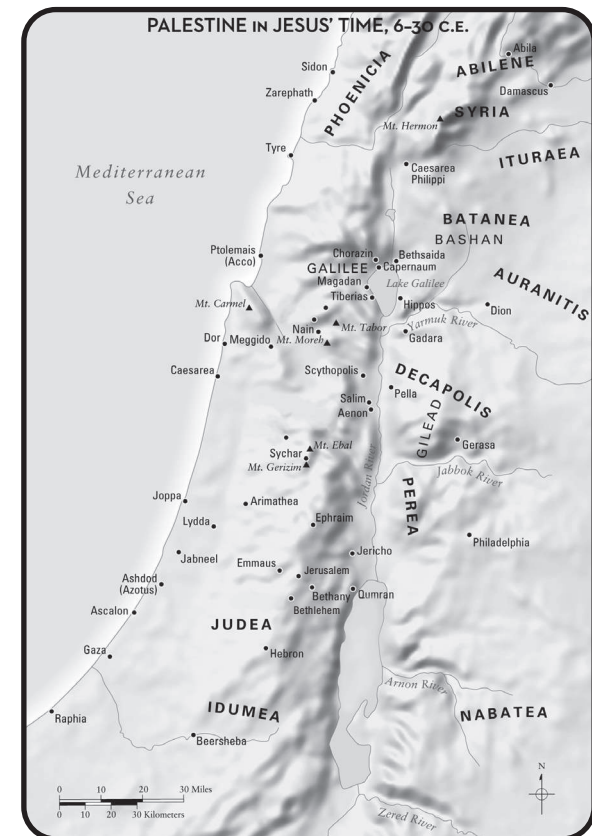 PALESTINE IN JESUS' TIME, 6–30 C.E.
Abila
ABILENE
Sidon
Damascus
Zarephath
PHOENICIA
SYRIA
Mt. Hermon
Tyre
ITURAEA
Caesarea
Philippi
Mediterranean
Sea
BATANEA
BASHAN
Ptolemais
(Acco)
Chorazin
Bethsaida
GALILEE
Capernaum
Magadan
Lake Galilee
AURANITIS
Tiberias
Mt. Carmel
Hippos
Dion
Yarmuk River
Nain
Mt. Tabor
Dor
Meggido
Mt. Moreh
Gadara
Caesarea
Scythopolis
DECAPOLIS
Pella
Salim
Aenon
GILEAD
Gerasa
Mt. Ebal
Sychar
Mt. Gerizim
Jordan River
Jabbok River
Joppa
Arimathea
PEREA
Lydda
Ephraim
Philadelphia
Jabneel
Jericho
Emmaus
Jerusalem
Ashdod
(Azotus)
Bethany
Qumran
Bethlehem
Ascalon
JUDEA
Gaza
Hebron
Arnon River
IDUMEA
NABATEA
Raphia
Beersheba
N
0 10 20 30 Miles
0 10 20 30 Kilometers
Zered River